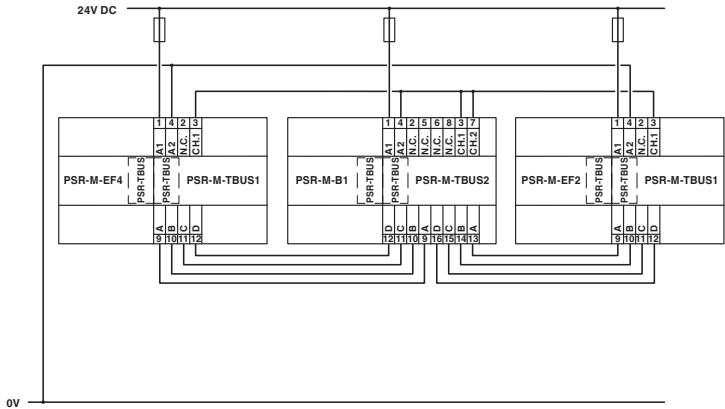 24V DC
1 4 2 3
A1 A2 N.C. CH.1
PSR-M-EF4 PSR-TBUS PSR-TBUS PSR-M-TBUS1
A B C D
9 10 11 12
1 4 2 5 6 8 3 7
A1 A2 N.C. N.C. N.C. N.C. CH.1 CH.2
PSR-M-B1 PSR-TBUS PSR-TBUS PSR-M-TBUS2
D C B A D C B A
12 11 10 9 16 15 14 13
1 4 2 3
A1 A2 N.C. CH.1
PSR-M-EF2 PSR-TBUS PSR-TBUS PSR-M-TBUS1
A B C D
9 10 11 12
0V